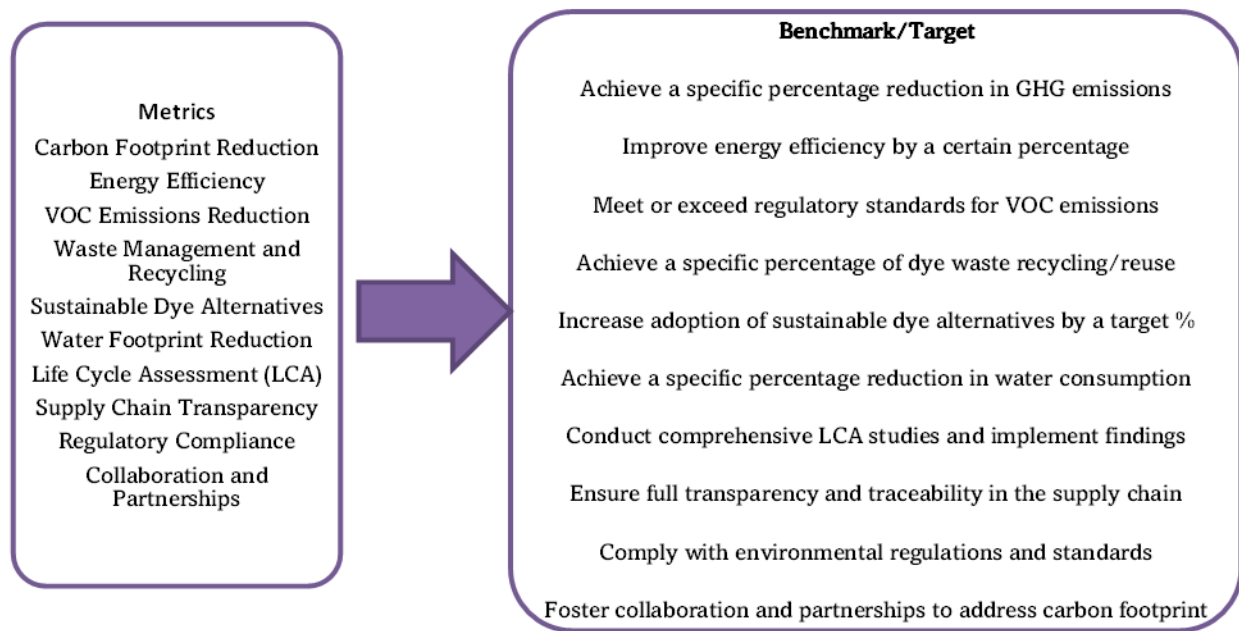 Metrics
Carbon Footprint Reduction
Energy Efficiency
VOC Emissions Reduction
Waste Management and
Recycling
Sustainable Dye Alternatives
Water Footprint Reduction
Life Cycle Assessment (LCA)
Supply Chain Transparency
Regulatory Compliance
Collaboration and
Partnerships
Benchmark/Target
Achieve a specific percentage reduction in GHG emissions
Improve energy efficiency by a certain percentage
Meet or exceed regulatory standards for VOC emissions
Achieve a specific percentage of dye waste recycling/reuse
Increase adoption of sustainable dye alternatives by a target %
Achieve a specific percentage reduction in water consumption
Conduct comprehensive LCA studies and implement findings
Ensure full transparency and traceability in the supply chain
Comply with environmental regulations and standards
Foster collaboration and partnerships to address carbon footprint